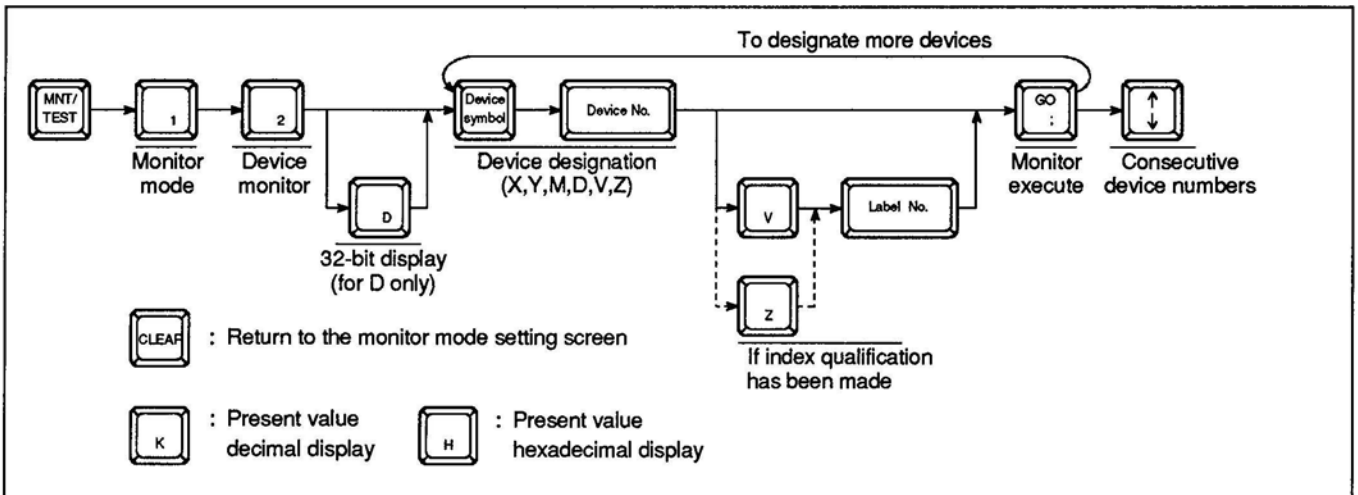 To designate more devices
MNT/
TEST
1
2
Device
symbol
Device No.
GO
;
↑
↓
Monitor
mode
Device
monitor
Device designation
(X,Y,M,D,V,Z)
Monitor
execute
Consecutive
device numbers
D
32-bit display
(for D only)
V
Label No.
Z
If index qualification
has been made
CLEAR
: Return to the monitor mode setting screen
K
: Present value
decimal display
H
: Present value
hexadecimal display